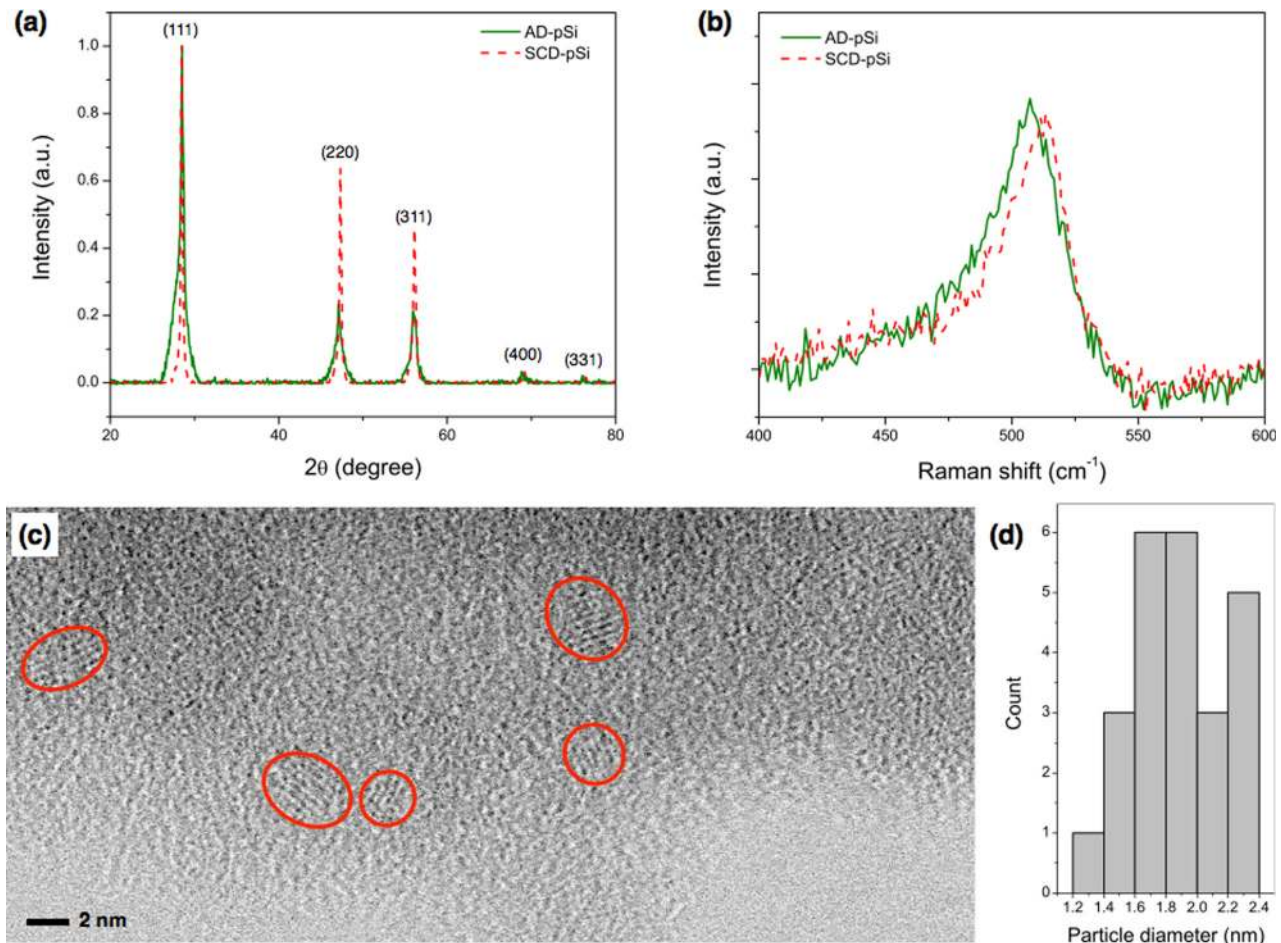 (a)
(111)
AD-pSi
SCD-pSi
(220)
(311)
(400)
(331)
1.0
0.8
0.6
0.4
0.2
0.0
Intensity (a.u.)
20
40
60
80
2θ (degree)
(b)
AD-pSi
SCD-pSi
Intensity (a.u.)
400
450
500
550
600
Raman shift (cm⁻¹)
(c)
2 nm
(d)
6
5
4
3
2
1
0
Count
1.2 1.4 1.6 1.8 2.0 2.2 2.4
Particle diameter (nm)